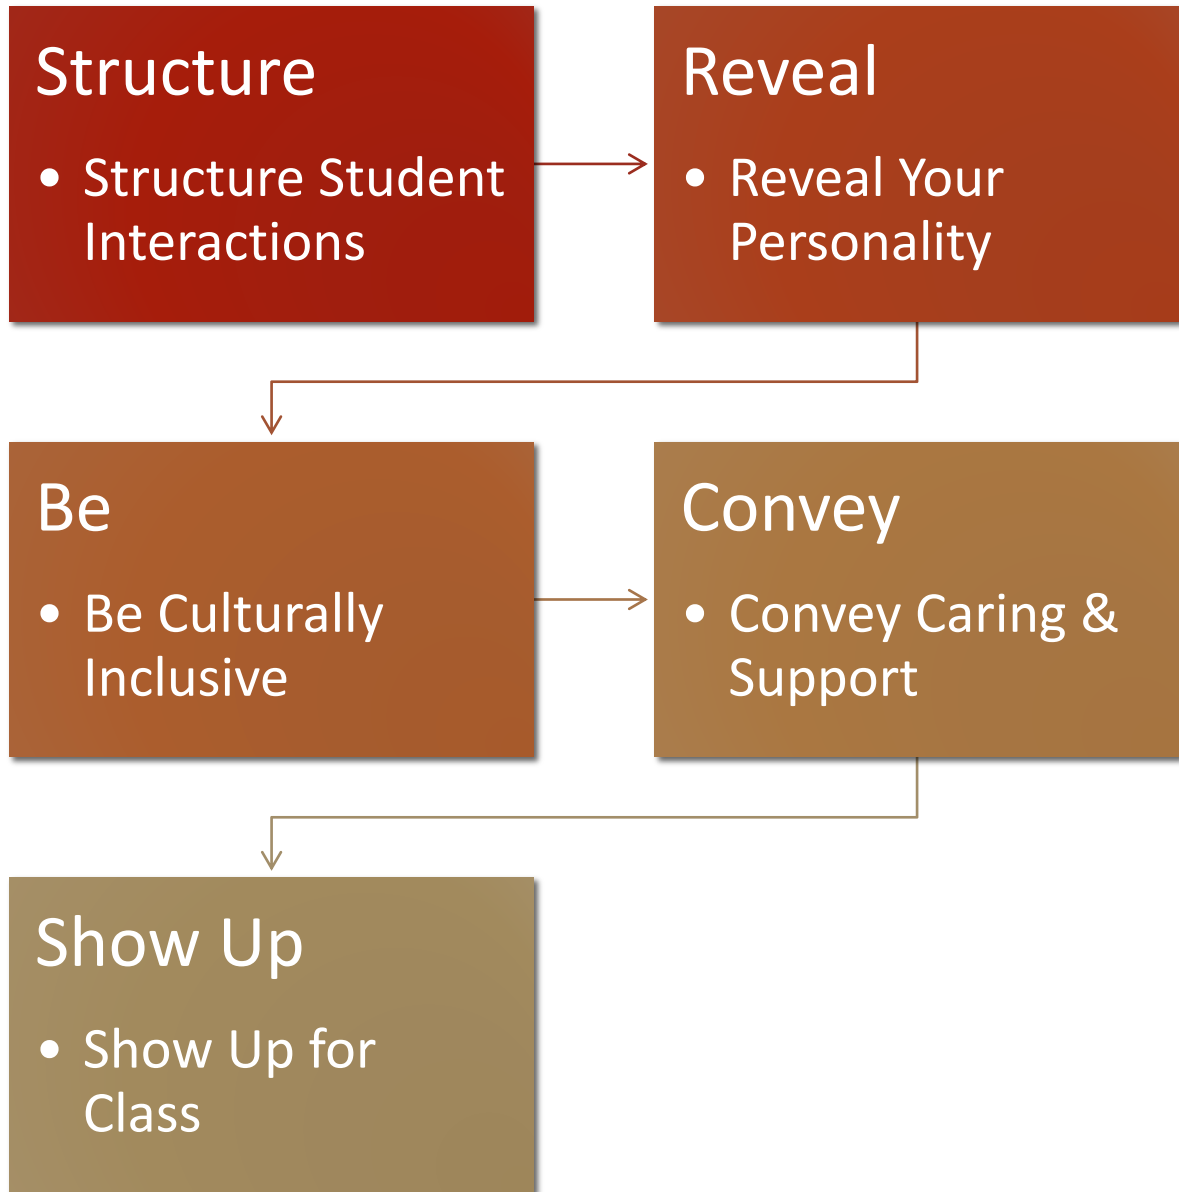 Structure
• Structure Student
Interactions
Reveal
• Reveal Your
Personality
Be
• Be Culturally
Inclusive
Convey
• Convey Caring &
Support
Show Up
• Show Up for
Class